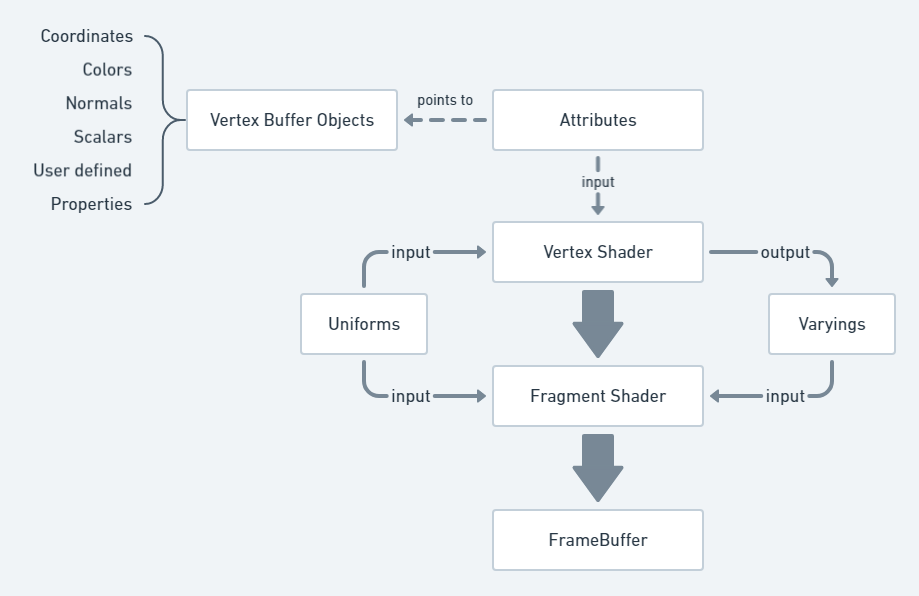 Coordinates
Colors
Normals
Scalars
User defined
Properties
Vertex Buffer Objects
points to
Attributes
input
input
Vertex Shader
output
Uniforms
Varyings
input
Fragment Shader
input
FrameBuffer